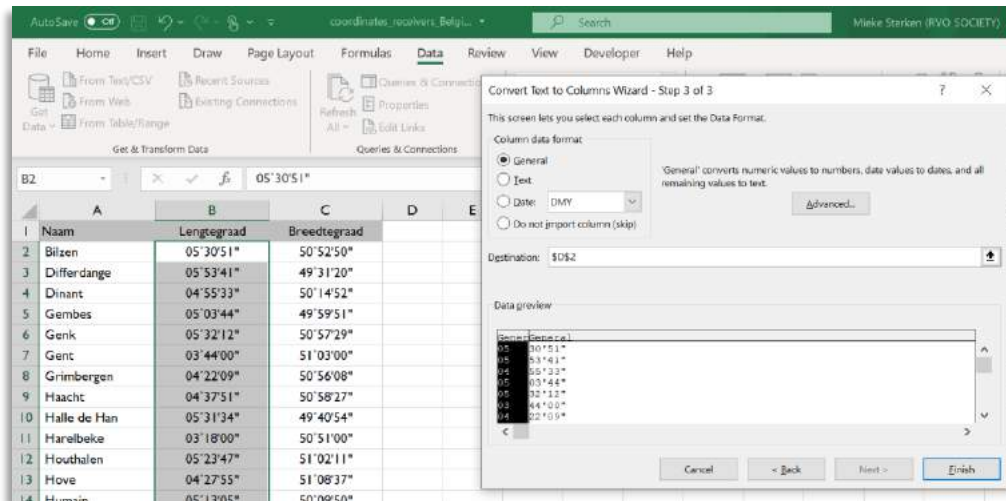 AutoSave Off coordinates_receivers_Belgi... Search Mieke Sterken (RVO SOCIETY)
File Home Insert Draw Page Layout Formulas Data Review View Developer Help
Get Data
From Text/CSV
From Web
From Table/Range
Recent Sources
Existing Connections
Get & Transform Data
Refresh All
Queries & Connections
Properties
Edit Links
Queries & Connections
B2 fx 05°30'51"
A B C D E
1 Naam Lengtegraad Breedtegraad
2 Bilzen 05°30'51" 50°52'50"
3 Differdange 05°53'41" 49°31'20"
4 Dinant 04°55'33" 50°14'52"
5 Gembes 05°03'44" 49°59'51"
6 Genk 05°32'12" 50°57'29"
7 Gent 03°44'00" 51°03'00"
8 Grimbergen 04°22'09" 50°56'08"
9 Haacht 04°37'51" 50°58'27"
10 Halle de Han 05°31'34" 49°40'54"
11 Harelbeke 03°18'00" 50°51'00"
12 Houthalen 05°23'47" 51°02'11"
13 Hove 04°27'55" 51°08'37"
14 Humain 05°13'05" 50°09'50"
Convert Text to Columns Wizard - Step 3 of 3 ?
This screen lets you select each column and set the Data Format.
Column data format
General
Text
Date: DMY
Do not import column (skip)
'General' converts numeric values to numbers, date values to dates, and all
remaining values to text.
Advanced...
Destination: $D$2
Data preview
Gener General
05 30'51"
05 53'41"
04 55'33"
05 03'44"
05 32'12"
03 44'00"
04 22'09"
Cancel < Back Next > Finish